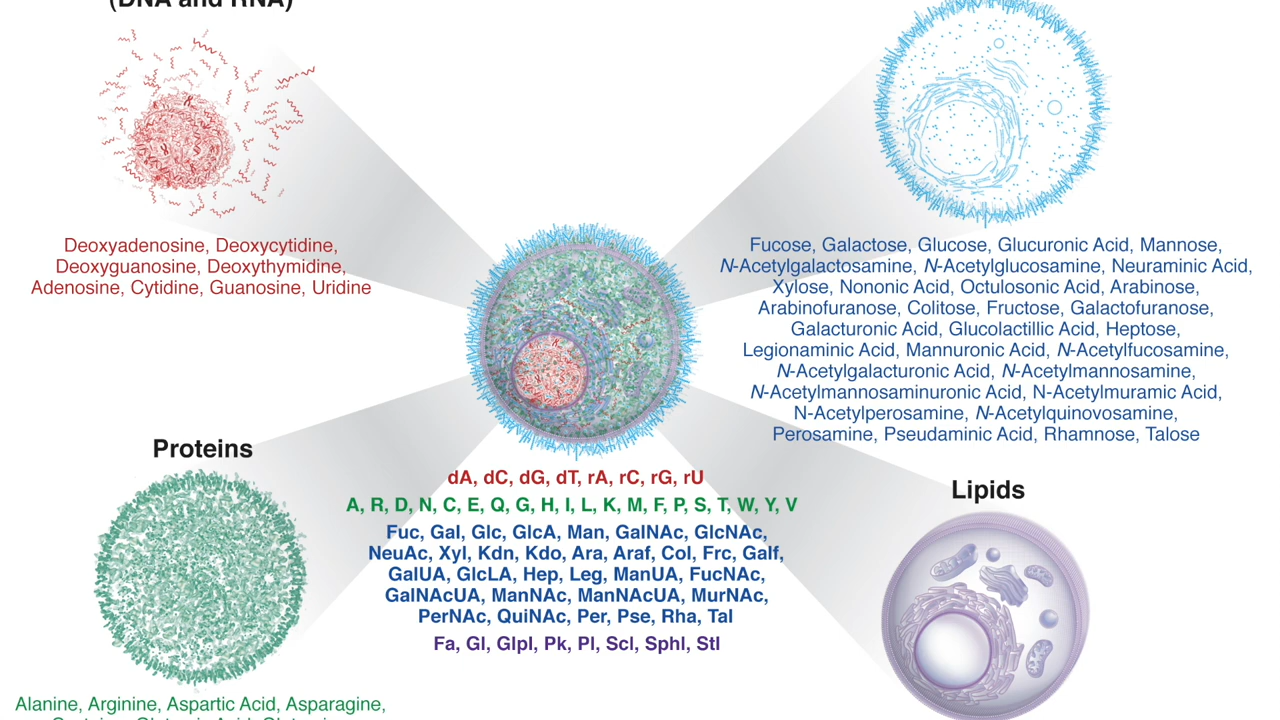 (DNA and RNA)
Deoxyadenosine, Deoxycytidine,
Deoxyguanosine, Deoxythymidine,
Adenosine, Cytidine, Guanosine, Uridine
Fucose, Galactose, Glucose, Glucuronic Acid, Mannose,
N-Acetylgalactosamine, N-Acetylglucosamine, Neuraminic Acid,
Xylose, Nononic Acid, Octulosonic Acid, Arabinose,
Arabinofuranose, Colitose, Fructose, Galactofuranose,
Galacturonic Acid, Glucolactillic Acid, Heptose,
Legionaminic Acid, Mannuronic Acid, N-Acetylfucosamine,
N-Acetylgalacturonic Acid, N-Acetylmannosamine,
N-Acetylmannosaminuronic Acid, N-Acetylmuramic Acid,
N-Acetylperosamine, N-Acetylquinovosamine,
Perosamine, Pseudaminic Acid, Rhamnose, Talose
Proteins
dA, dC, dG, dT, rA, rC, rG, rU
A, R, D, N, C, E, Q, G, H, I, L, K, M, F, P, S, T, W, Y, V
Fuc, Gal, Glc, GlcA, Man, GalNAc, GlcNAc,
NeuAc, Xyl, Kdn, Kdo, Ara, Araf, Col, Frc, Galf,
GalUA, GlcLA, Hep, Leg, ManUA, FucNAc,
GalNAcUA, ManNAc, ManNAcUA, MurNAc,
PerNAc, QuiNAc, Per, Pse, Rha, Tal
Fa, Gl, Glpl, Pk, Pl, Scl, Sphl, Stl
Lipids
Alanine, Arginine, Aspartic Acid, Asparagine,